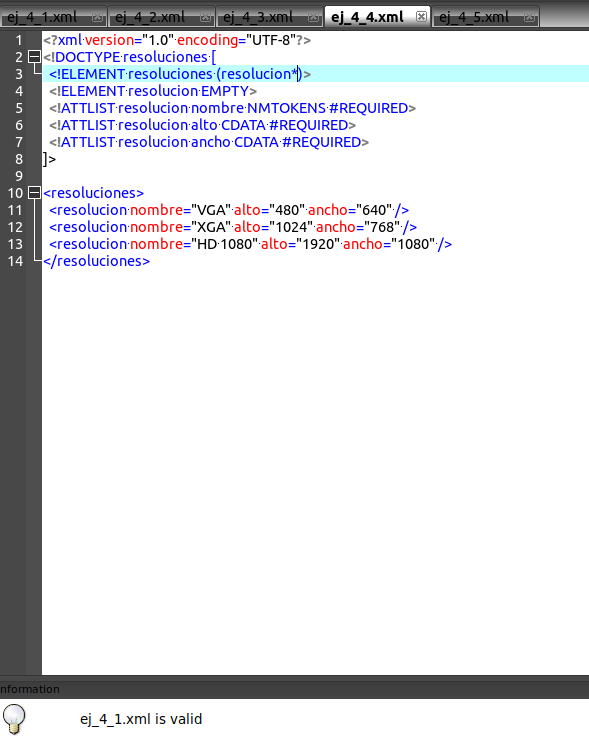 ej_4_1.xml ej_4_2.xml ej_4_3.xml ej_4_4.xml ej_4_5.xml
1 <?xml version="1.0" encoding="UTF-8"?>
2 <!DOCTYPE resoluciones [
3 <!ELEMENT resoluciones (resolucion*)>
4 <!ELEMENT resolucion EMPTY>
5 <!ATTLIST resolucion nombre NMTOKENS #REQUIRED>
6 <!ATTLIST resolucion alto CDATA #REQUIRED>
7 <!ATTLIST resolucion ancho CDATA #REQUIRED>
8 ]>
9
10 <resoluciones>
11 <resolucion nombre="VGA" alto="480" ancho="640" />
12 <resolucion nombre="XGA" alto="1024" ancho="768" />
13 <resolucion nombre="HD 1080" alto="1920" ancho="1080" />
14 </resoluciones>
nformation
ej_4_1.xml is valid